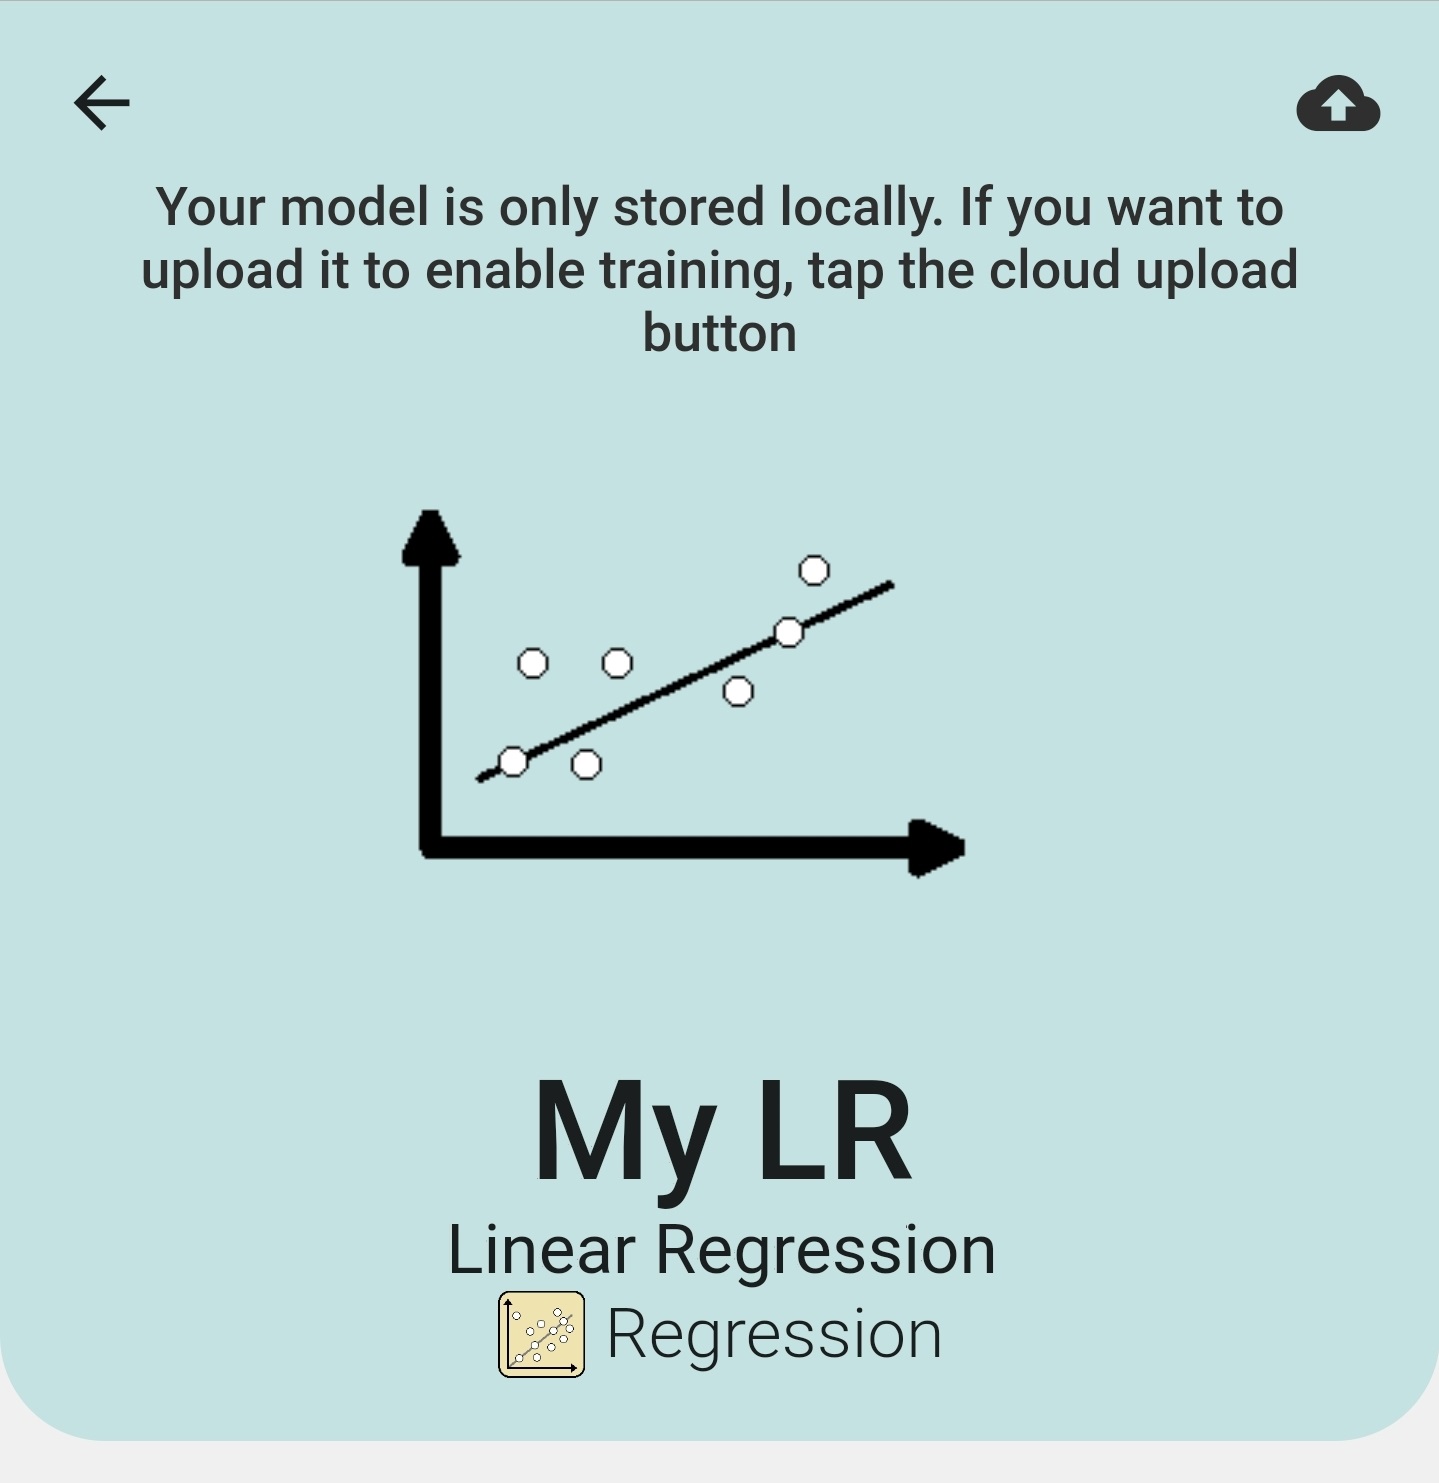 Your model is only stored locally. If you want to
upload it to enable training, tap the cloud upload
button
My LR
Linear Regression
Regression